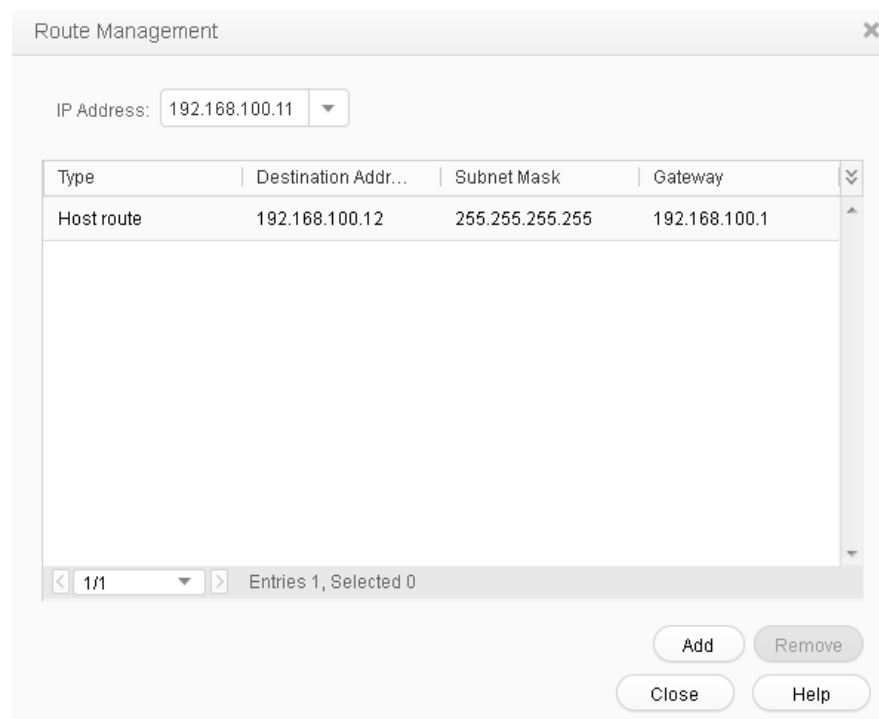 Route Management
IP Address: 192.168.100.11
Type Destination Addr... Subnet Mask Gateway
Host route 192.168.100.12 255.255.255.255 192.168.100.1
1/1 Entries 1, Selected 0
Add Remove
Close Help